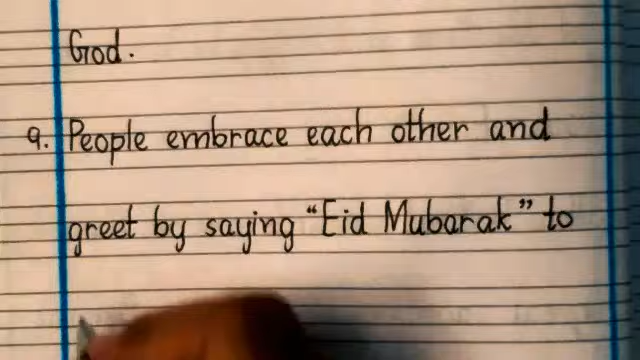 God.
9. People embrace each other and
greet by saying "Eid Mubarak" to